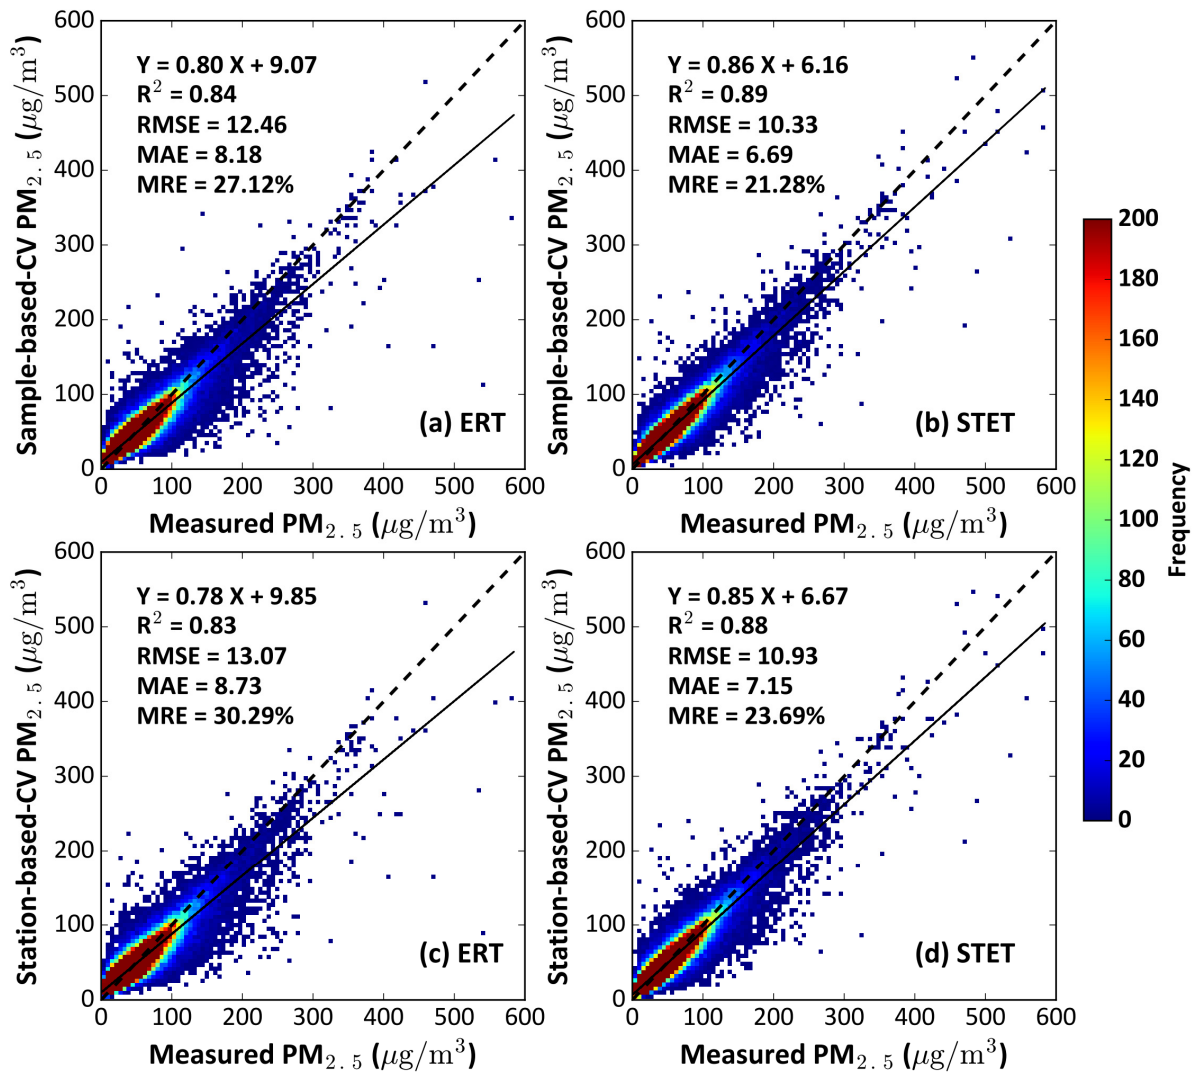 Y = 0.80 X + 9.07
R² = 0.84
RMSE = 12.46
MAE = 8.18
MRE = 27.12%
(a) ERT
Sample-based-CV PM2.5 (μg/m³)
600
500
400
300
200
100
0
0 100 200 300 400 500 600
Measured PM2.5 (μg/m³)
Y = 0.86 X + 6.16
R² = 0.89
RMSE = 10.33
MAE = 6.69
MRE = 21.28%
(b) STET
Sample-based-CV PM2.5 (μg/m³)
600
500
400
300
200
100
0
0 100 200 300 400 500 600
Measured PM2.5 (μg/m³)
Y = 0.78 X + 9.85
R² = 0.83
RMSE = 13.07
MAE = 8.73
MRE = 30.29%
(c) ERT
Station-based-CV PM2.5 (μg/m³)
600
500
400
300
200
100
0
0 100 200 300 400 500 600
Measured PM2.5 (μg/m³)
Y = 0.85 X + 6.67
R² = 0.88
RMSE = 10.93
MAE = 7.15
MRE = 23.69%
(d) STET
Station-based-CV PM2.5 (μg/m³)
600
500
400
300
200
100
0
0 100 200 300 400 500 600
Measured PM2.5 (μg/m³)
200
180
160
140
120
100
80
60
40
20
0
Frequency